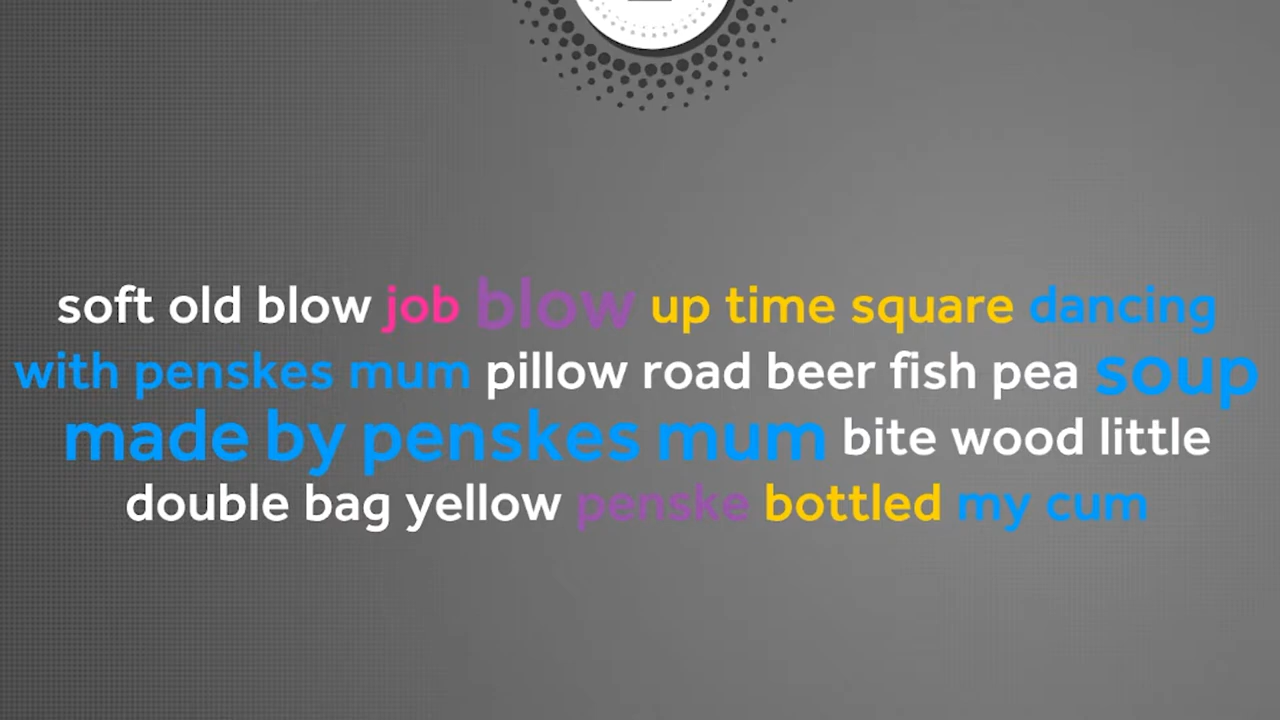 soft old blow job blow up time square dancing
with penskes mum pillow road beer fish pea soup
made by penskes mum bite wood little
double bag yellow penske bottled my cum